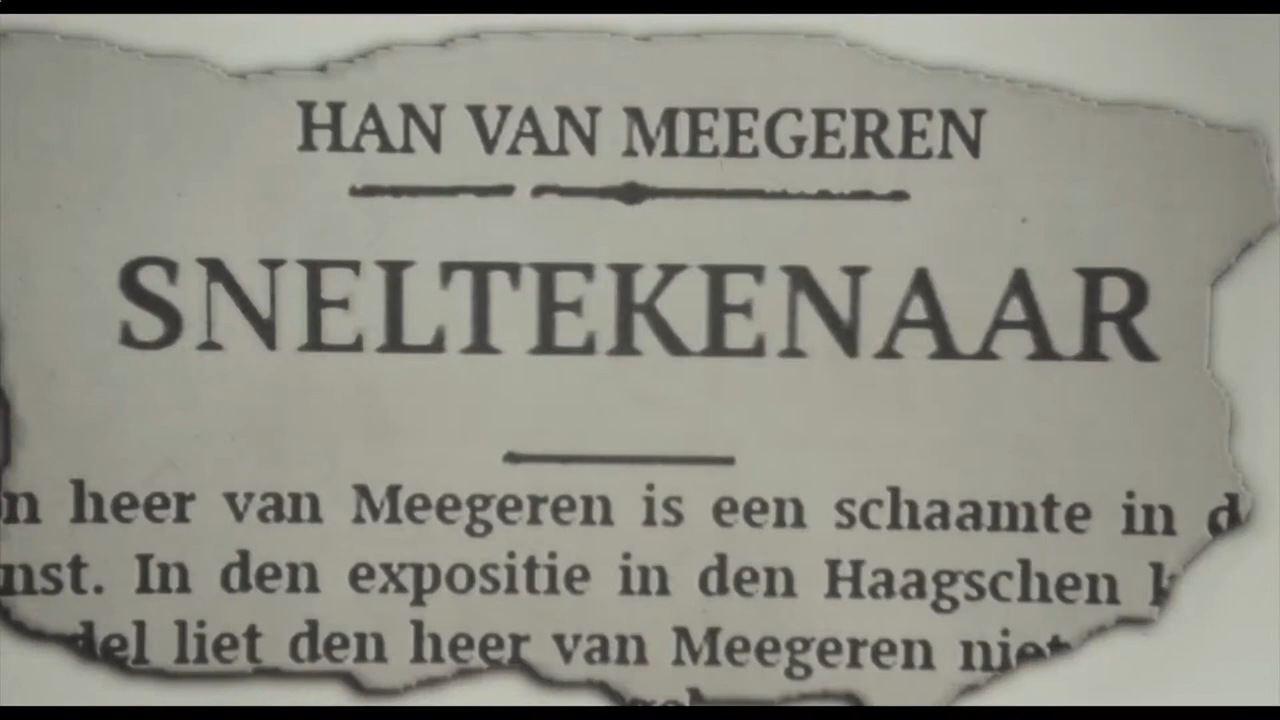 HAN VAN MEEGEREN
SNELTEKENAAR
n heer van Meegeren is een schaamte in d
nst. In den expositie in den Haagschen k
del liet den heer van Meegeren niet